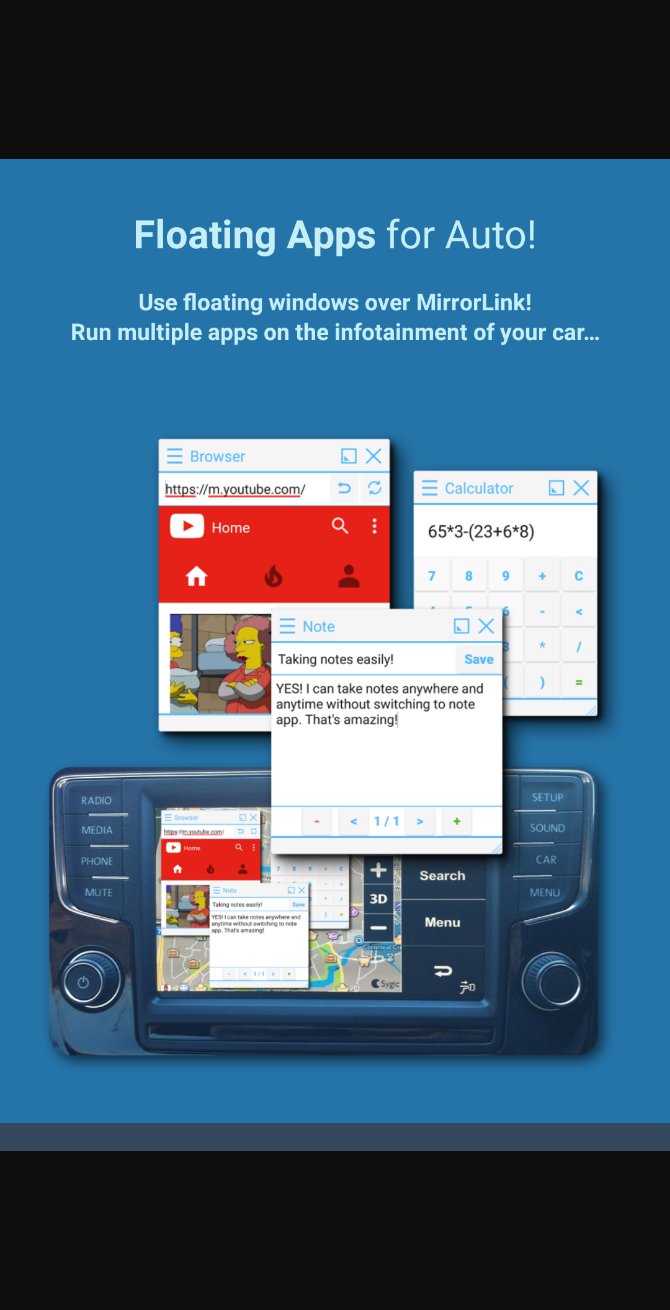 Floating Apps for Auto!
Use floating windows over MirrorLink!
Run multiple apps on the infotainment of your car...
Browser
https://m.youtube.com/
Home
Calculator
65*3-(23+6*8)
7 8 9 + C
6 - <
* /
) =
Note
Taking notes easily! Save
YES! I can take notes anywhere and
anytime without switching to note
app. That's amazing!
- < 1 / 1 > +
RADIO
MEDIA
PHONE
MUTE
SETUP
SOUND
CAR
MENU
Browser
https://m.youtube.com/
Home
Note
Taking notes easily! Save
YES! I can take notes anywhere and
anytime without switching to note
app. That's amazing!
- < 1 / 1 > +
+
3D
-
Search
Menu
Sygic